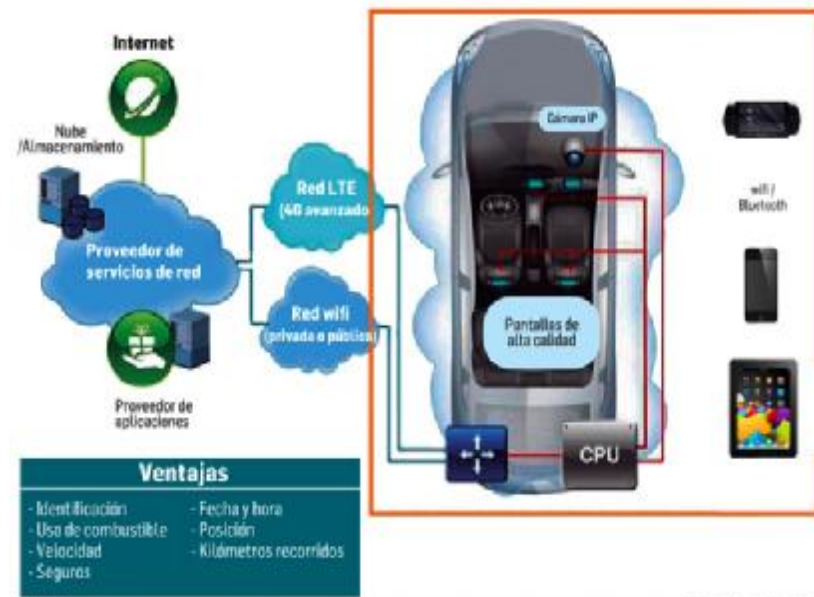 Internet
Nube
/Almacenamiento
Proveedor de
servicios de red
Proveedor de
aplicaciones
Red LTE
(4G avanzado
Red wifi
(privada o pública)
Cámara IP
Pantallas de
alta calidad
CPU
wifi /
Bluetooth
Ventajas
- Identificación
- Uso de combustible
- Velocidad
- Seguros
- Fecha y hora
- Posición
- Kilómetros recorridos